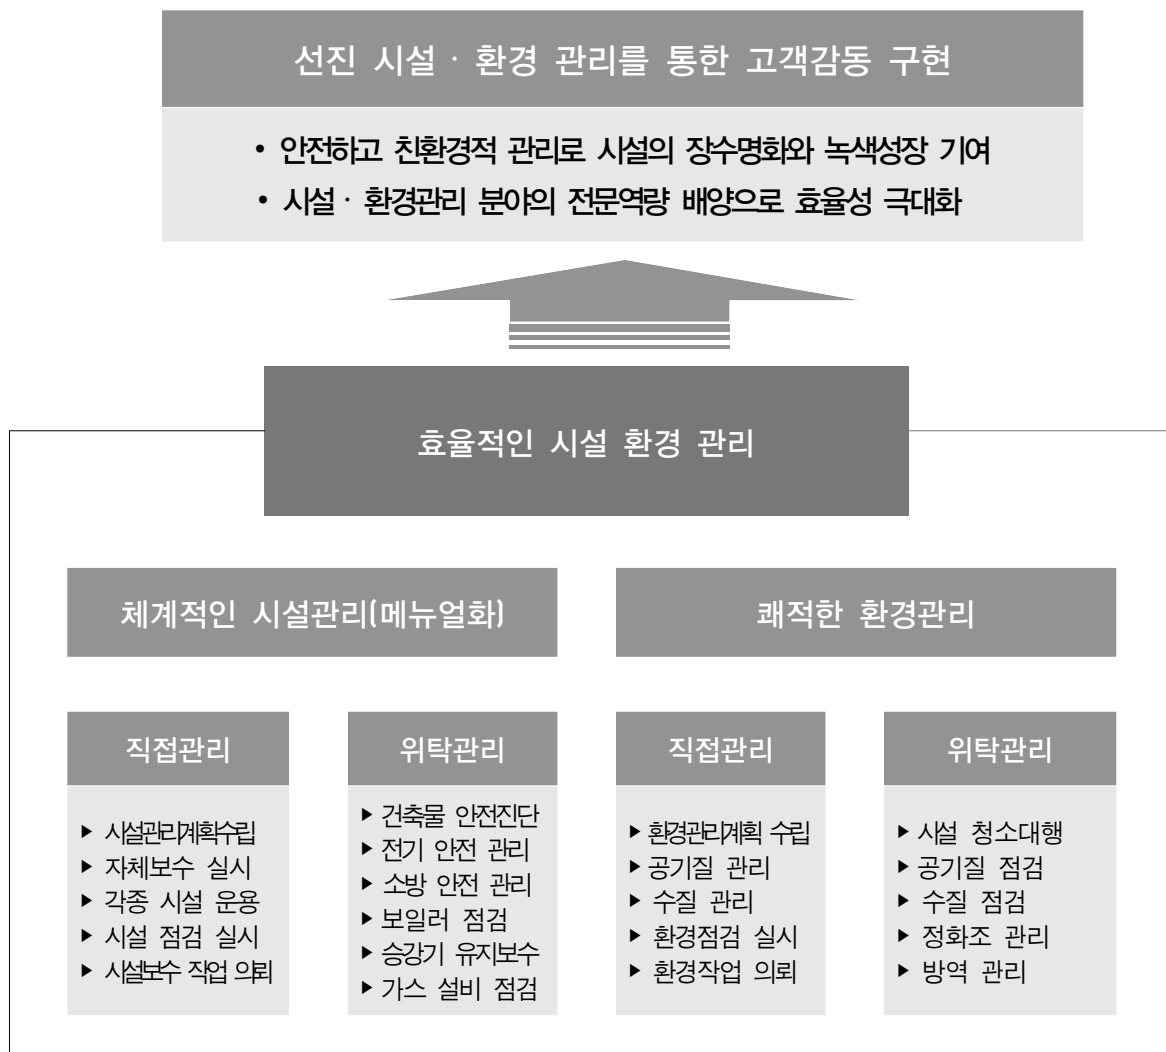 선진 시설 · 환경 관리를 통한 고객감동 구현
• 안전하고 친환경적 관리로 시설의 장수명화와 녹색성장 기여
• 시설 · 환경관리 분야의 전문역량 배양으로 효율성 극대화
효율적인 시설 환경 관리
체계적인 시설관리(메뉴얼화)
쾌적한 환경관리
직접관리
▶ 시설관리계획수립
▶ 자체보수 실시
▶ 각종 시설 운용
▶ 시설 점검 실시
▶ 시설보수 작업 의뢰
위탁관리
▶ 건축물 안전진단
▶ 전기 안전 관리
▶ 소방 안전 관리
▶ 보일러 점검
▶ 승강기 유지보수
▶ 가스 설비 점검
직접관리
▶ 환경관리계획 수립
▶ 공기질 관리
▶ 수질 관리
▶ 환경점검 실시
▶ 환경작업 의뢰
위탁관리
▶ 시설 청소대행
▶ 공기질 점검
▶ 수질 점검
▶ 정화조 관리
▶ 방역 관리